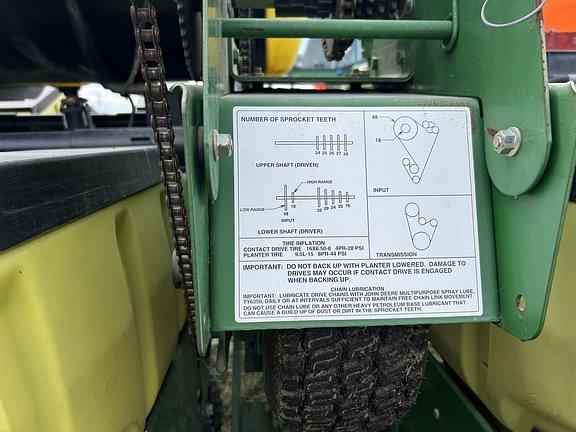 NUMBER OF SPROCKET TEETH
24 25 26 27 28
UPPER SHAFT (DRIVEN)
HIGH RANGE
LOW RANGE
48 18 35 29 24 20 16
INPUT
LOWER SHAFT (DRIVEN)
48
18
INPUT
TRANSMISSION
TIRE INFLATION
CONTACT DRIVE TIRE 16X6.50-8 4PR-28 PSI
PLANTER TIRE 9.5L-15 8PR-44 PSI
IMPORTANT: DO NOT BACK UP WITH PLANTER LOWERED. DAMAGE TO
DRIVES MAY OCCUR IF CONTACT DRIVE IS ENGAGED
WHEN BACKING UP.
CHAIN LUBRICATION
IMPORTANT: LUBRICATE DRIVE CHAINS WITH JOHN DEERE MULTIPURPOSE SPRAY LUBE,
TY6350, DAILY OR AT INTERVALS SUFFICIENT TO MAINTAIN FREE CHAIN LINK MOVEMENT.
DO NOT USE CHAIN LUBE OR ANY OTHER HEAVY PETROLEUM BASE LUBRICANT THAT
CAN CAUSE A BUILD UP OF DUST OR DIRT IN THE SPROCKET TEETH.